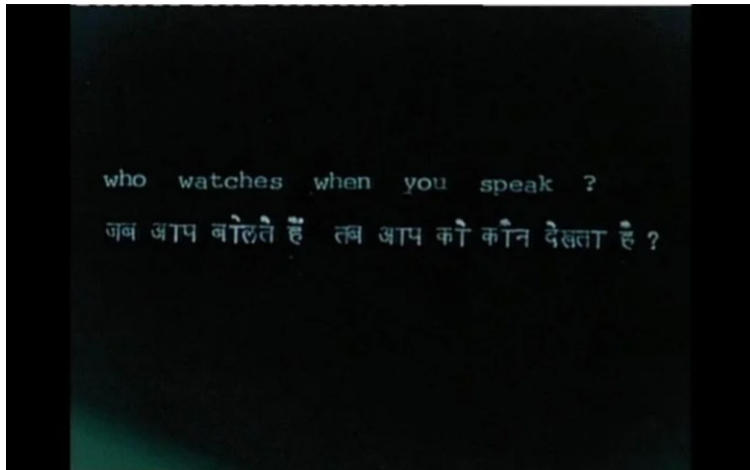 who watches when you speak ?
जब आप बोलते हैं तब आप को कौन देखता है ?